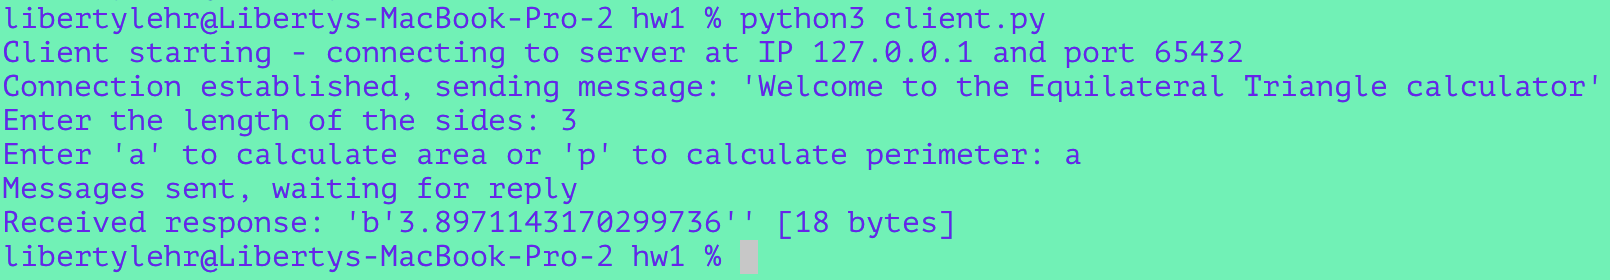 libertylehr@Libertys-MacBook-Pro-2 hw1 % python3 client.py
Client starting - connecting to server at IP 127.0.0.1 and port 65432
Connection established, sending message: 'Welcome to the Equilateral Triangle calculator'
Enter the length of the sides: 3
Enter 'a' to calculate area or 'p' to calculate perimeter: a
Messages sent, waiting for reply
Received response: 'b'3.8971143170299736'' [18 bytes]
libertylehr@Libertys-MacBook-Pro-2 hw1 %